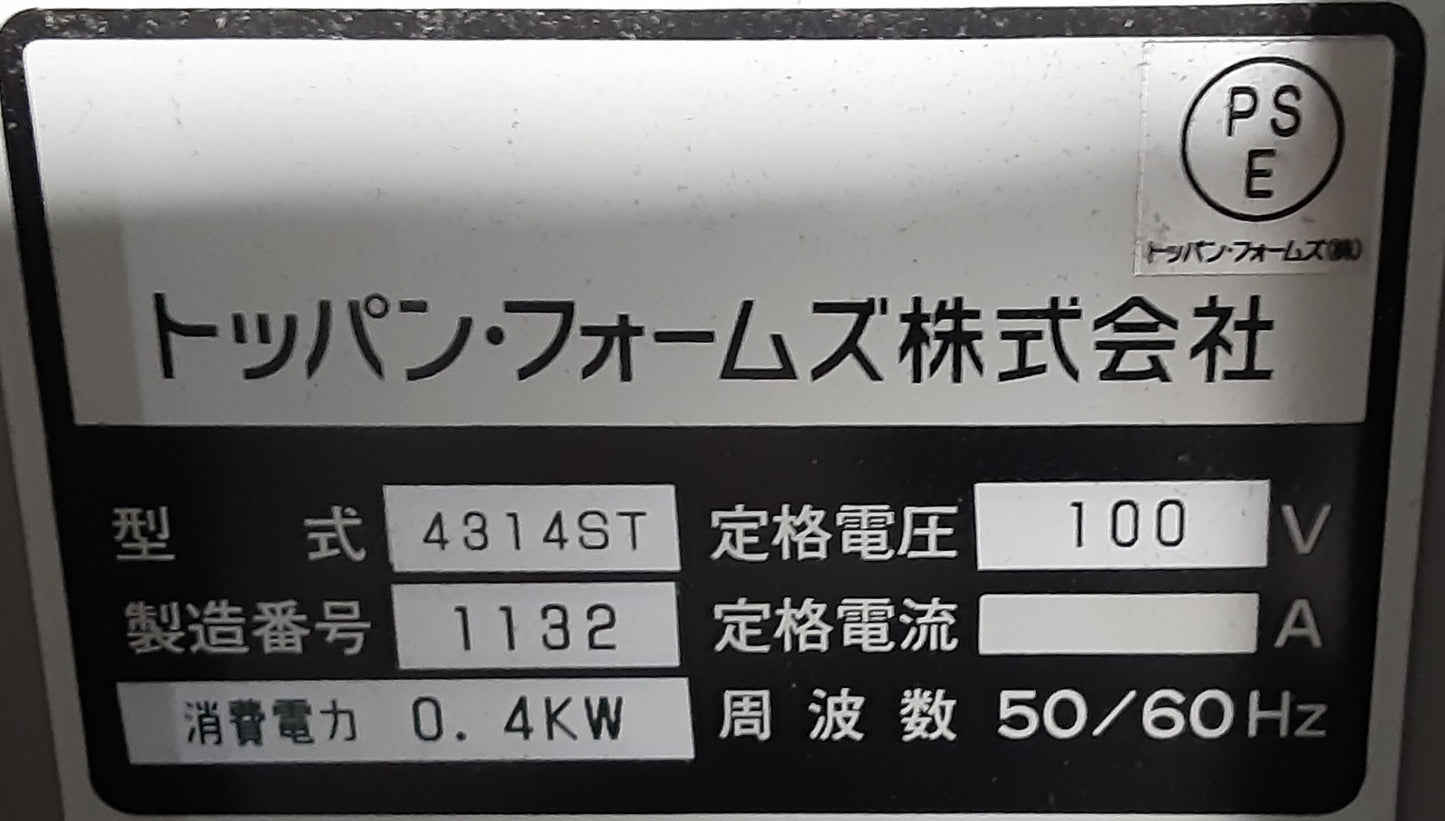 PS
E
トッパン・フォームズ(株)
トッパン・フォームズ株式会社
型式 4314ST 定格電圧 100 V
製造番号 1132 定格電流 A
消費電力 0.4KW 周波数 50/60Hz